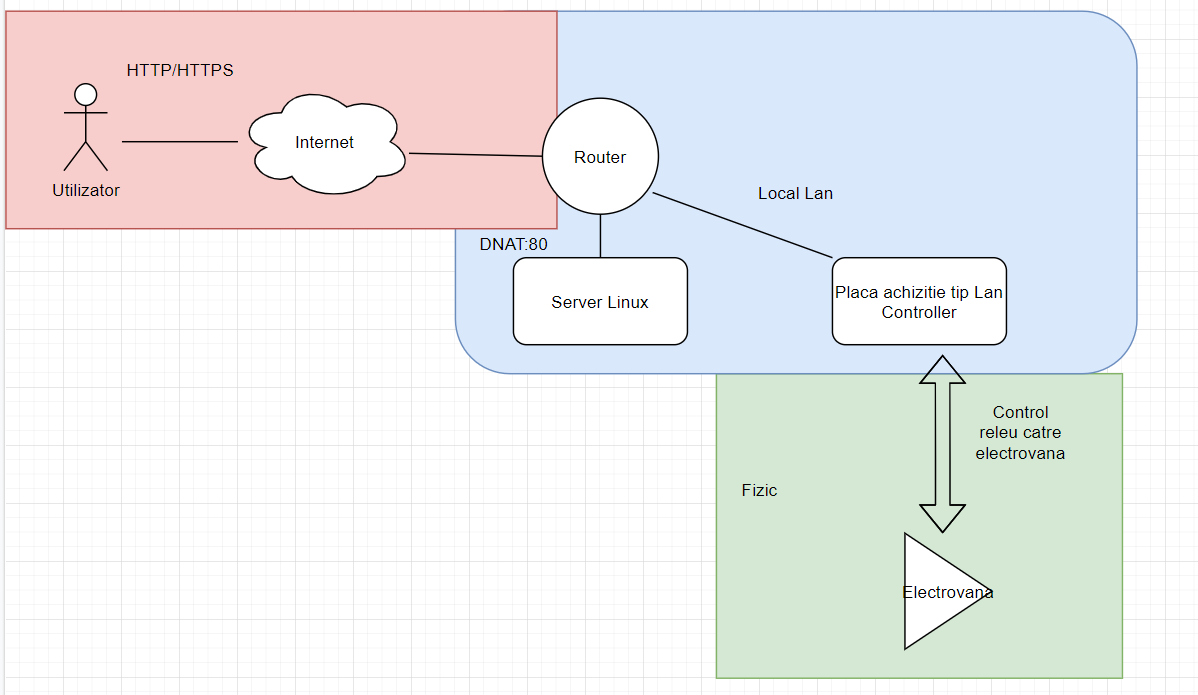 HTTP/HTTPS
Internet
Utilizator
Router
Local Lan
DNAT:80
Server Linux
Placa achizitie tip Lan
Controller
Control
releu catre
electrovana
Fizic
Electrovana